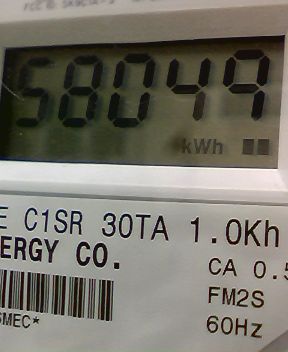 58049
kWh
E C1SR 30TA 1.0Kh
ERGY CO.
CA 0.5
FM2S
60Hz
SMEC*